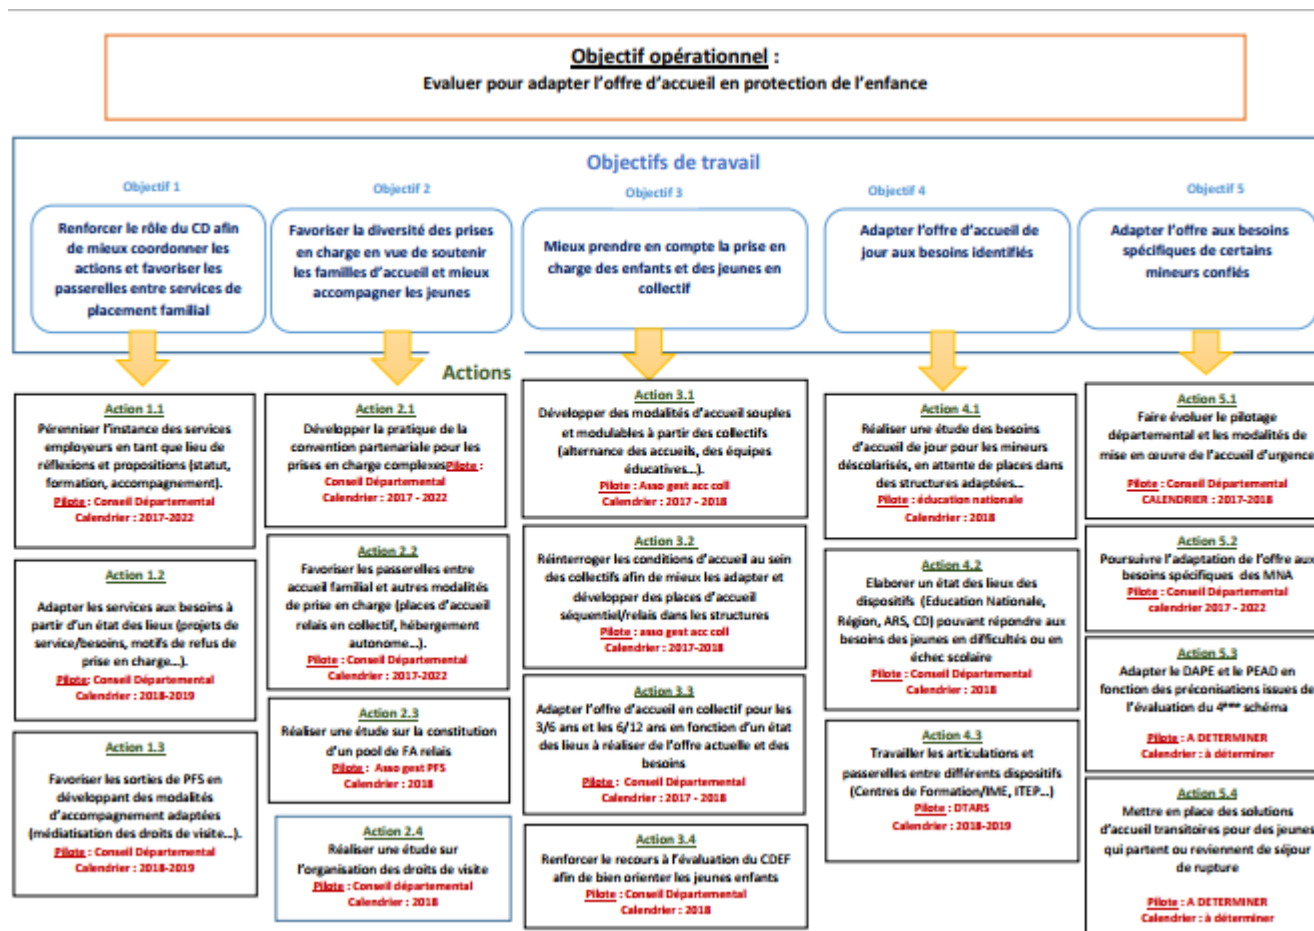 Objectif opérationnel :
Evaluer pour adapter l'offre d'accueil en protection de l'enfance
Objectifs de travail
Objectif 1
Renforcer le rôle du CD afin
de mieux coordonner les
actions et favoriser les
passerelles entre services de
placement familial
Objectif 2
Favoriser la diversité des prises
en charge en vue de soutenir
les familles d'accueil et mieux
accompagner les jeunes
Objectif 3
Mieux prendre en compte la prise en
charge des enfants et des jeunes en
collectif
Objectif 4
Adapter l'offre d'accueil de
jour aux besoins identifiés
Objectif 5
Adapter l'offre aux besoins
spécifiques de certains
mineurs confiés
Actions
Action 1.1
Pérenniser l'instance des services
employeurs en tant que lieu de
réflexions et propositions (statut,
formation, accompagnement).
Pilote : Conseil Départemental
Calendrier : 2017-2022
Action 1.2
Adapter les services aux besoins à
partir d'un état des lieux (projets de
service/besoins, motifs de refus de
prise en charge...).
Pilote: Conseil Départemental
Calendrier : 2018-2019
Action 1.3
Favoriser les sorties de PFS en
développant des modalités
d'accompagnement adaptées
(médiatisation des droits de visite...).
Pilote : Conseil Départemental
Calendrier : 2018-2019
Action 2.1
Développer la pratique de la
convention partenariale pour les
prises en charge complexesPilote :
Conseil Départemental
Calendrier : 2017 - 2022
Action 2.2
Favoriser les passerelles entre
accueil familial et autres modalités
de prise en charge (places d'accueil
relais en collectif, hébergement
autonome...).
Pilote : Conseil Départemental
Calendrier : 2017-2022
Action 2.3
Réaliser une étude sur la constitution
d'un pool de FA relais
Pilote : Asso gest PFS
Calendrier : 2018
Action 2.4
Réaliser une étude sur
l'organisation des droits de visite
Pilote : Conseil départemental
Calendrier : 2018
Action 3.1
Développer des modalités d'accueil souples
et modulables à partir des collectifs
(alternance des accueils, des équipes
éducatives...).
Pilote : Asso gest acc coll
Calendrier : 2017 - 2018
Action 3.2
Réinterroger les conditions d'accueil au sein
des collectifs afin de mieux les adapter et
développer des places d'accueil
séquentiel/relais dans les structures
Pilote : asso gest acc coll
Calendrier : 2017-2018
Action 3.3
Adapter l'offre d'accueil en collectif pour les
3/6 ans et les 6/12 ans en fonction d'un état
des lieux à réaliser de l'offre actuelle et des
besoins
Pilote : Conseil Départemental
Calendrier : 2017 - 2018
Action 3.4
Renforcer le recours à l'évaluation du CDEF
afin de bien orienter les jeunes enfants
Pilote : Conseil Départemental
Calendrier : 2018
Action 4.1
Réaliser une étude des besoins
d'accueil de jour pour les mineurs
déscolarisés, en attente de places dans
des structures adaptées...
Pilote : éducation nationale
Calendrier : 2018
Action 4.2
Elaborer un état des lieux des
dispositifs (Education Nationale,
Région, ARS, CD) pouvant répondre aux
besoins des jeunes en difficultés ou en
échec scolaire
Pilote : Conseil Départemental
Calendrier : 2018
Action 4.3
Travailler les articulations et
passerelles entre différents dispositifs
(Centres de Formation/IME, ITEP...)
Pilote : DTARS
Calendrier : 2018-2019
Action 5.1
Faire évoluer le pilotage
départemental et les modalités de
mise en œuvre de l'accueil d'urgence
Pilote : Conseil Départemental
CALENDRIER : 2017-2018
Action 5.2
Poursuivre l'adaptation de l'offre aux
besoins spécifiques des MNA
Pilote : Conseil Départemental
calendrier 2017 - 2022
Action 5.3
Adapter le DAPE et le PEAD en
fonction des préconisations issues de
l'évaluation du 4ème schéma
Pilote : A DETERMINER
Calendrier : à déterminer
Action 5.4
Mettre en place des solutions
d'accueil transitoires pour des jeunes
qui partent ou reviennent de séjour
de rupture
Pilote : A DETERMINER
Calendrier : à déterminer